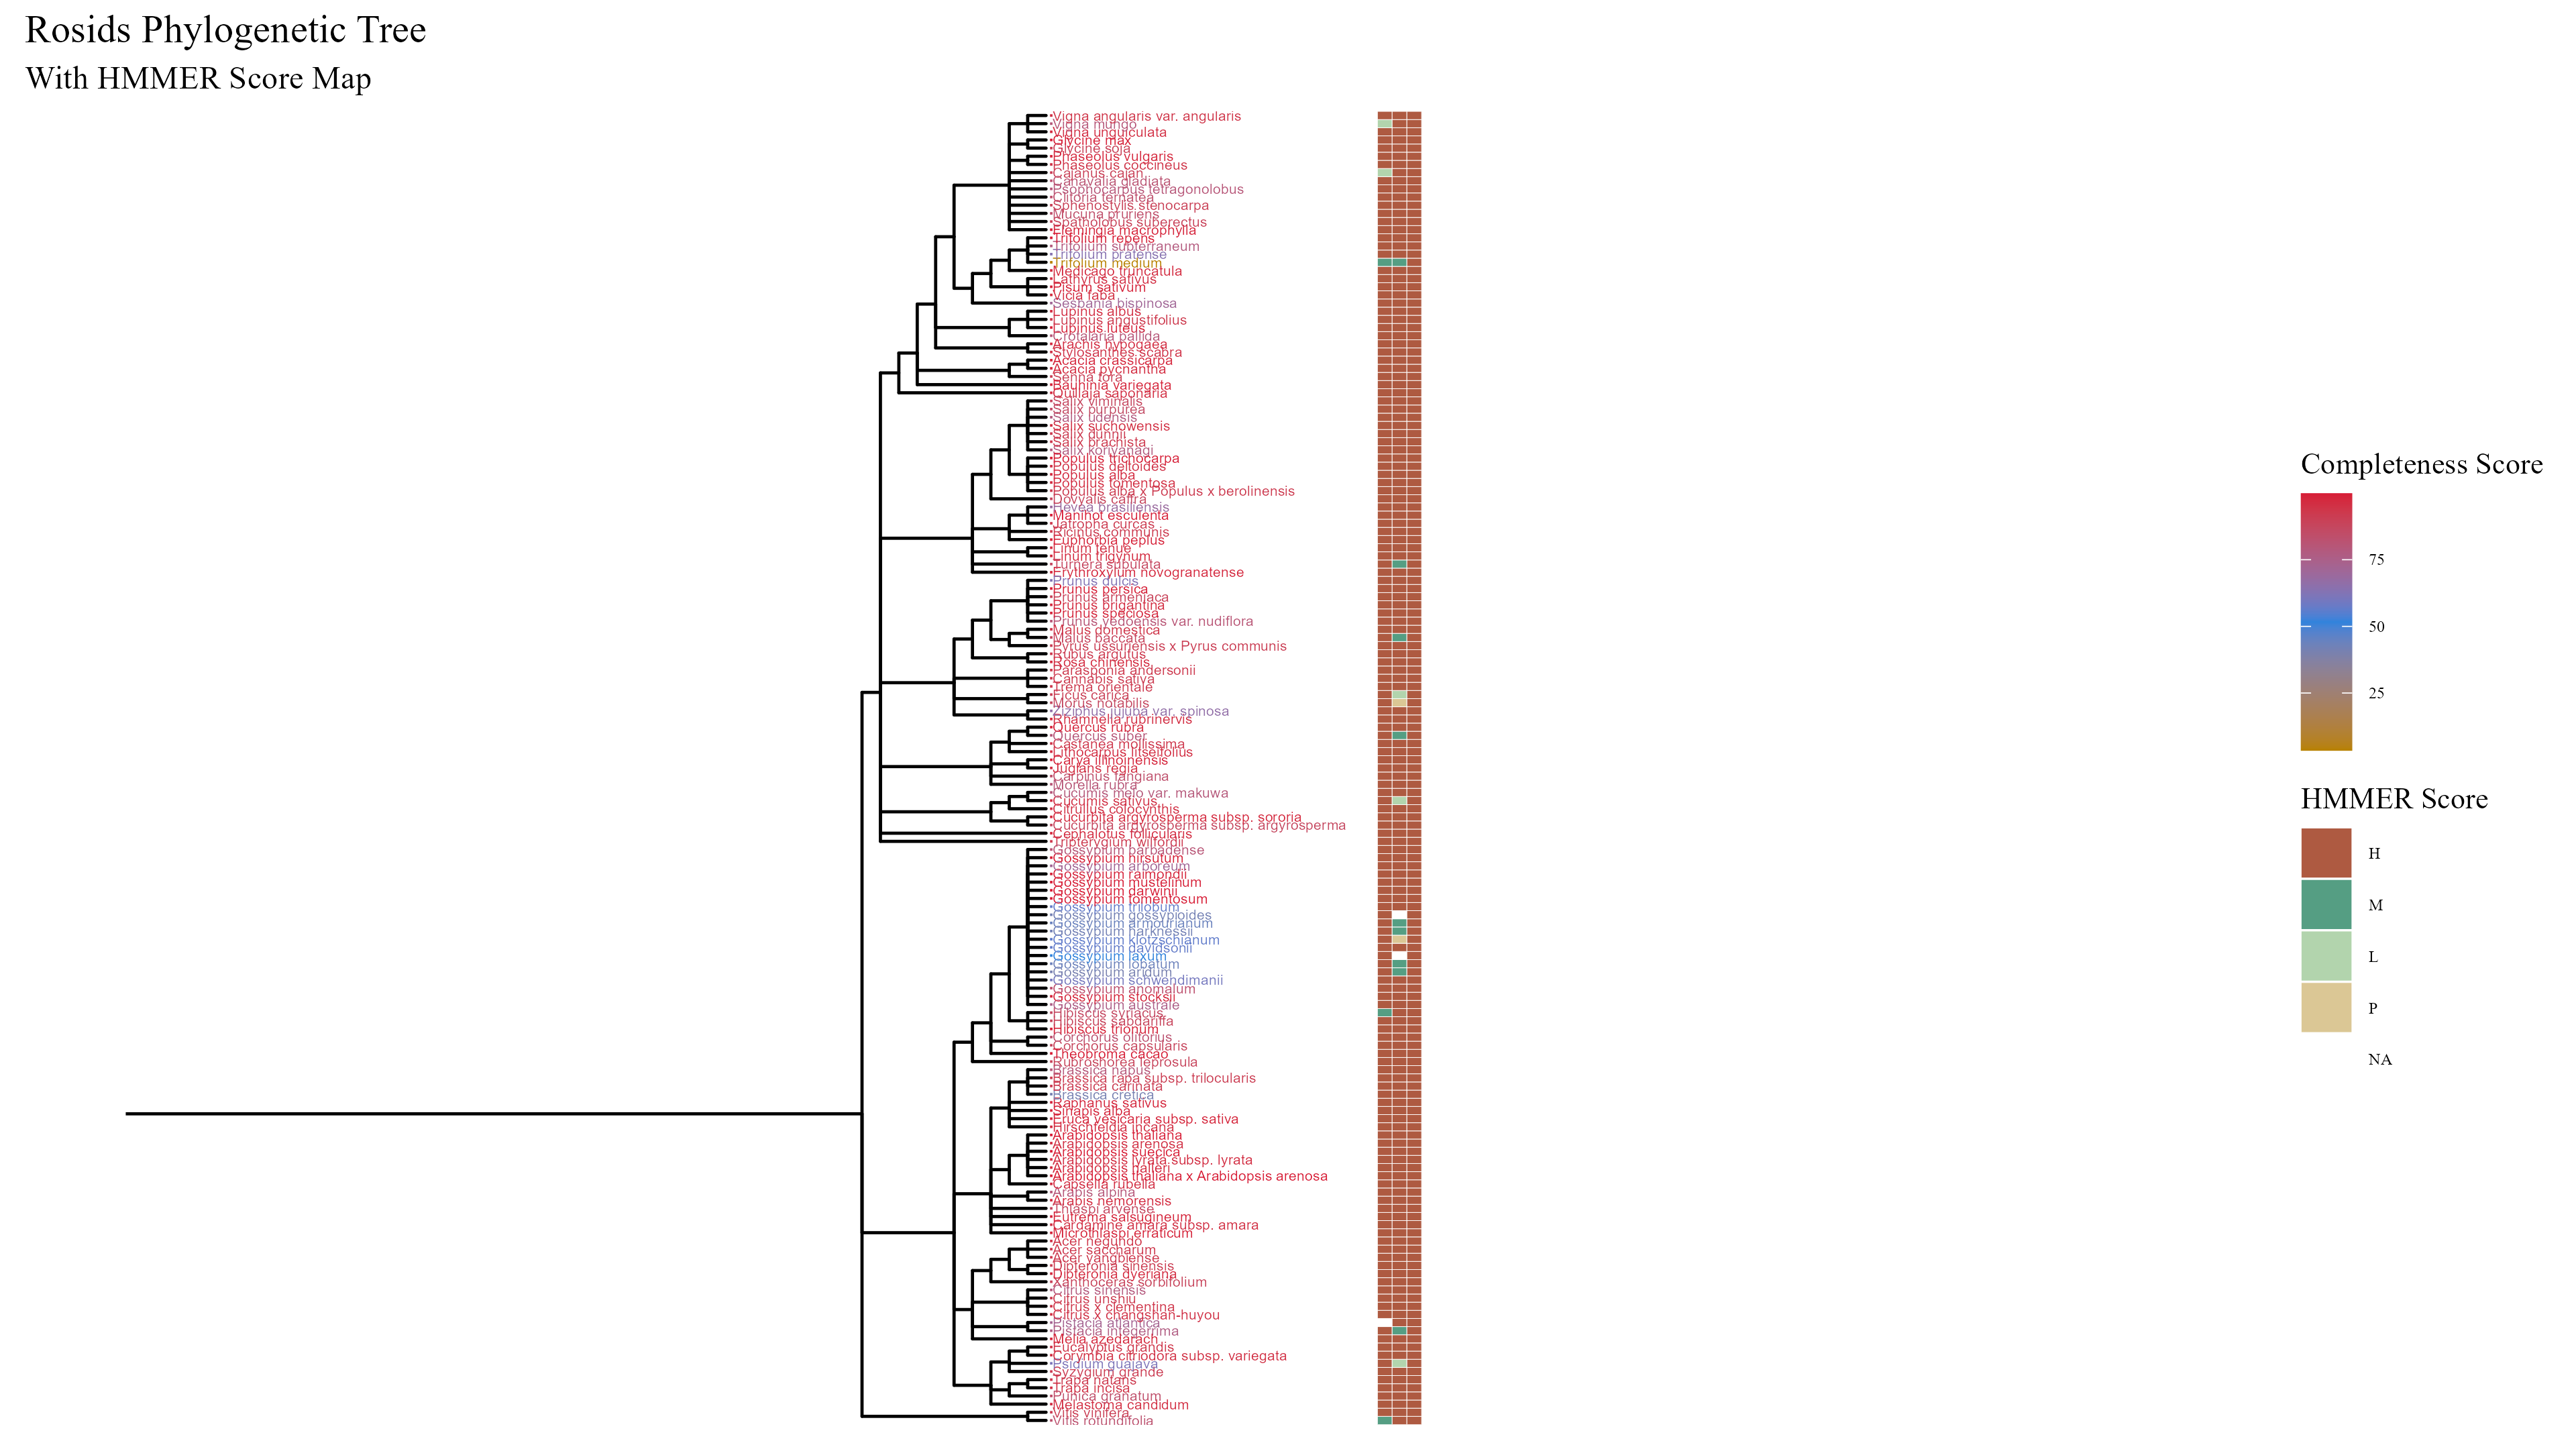 Rosids Phylogenetic Tree
With HMMER Score Map
Vigna angularis var. angularis
Vigna mungo
Vigna unguiculata
Glycine max
Glycine soja
Phaseolus vulgaris
Phaseolus coccineus
Cajanus cajan
Canavalia gladiata
Psophocarpus tetragonolobus
Clitoria ternatea
Sphenostylis stenocarpa
Mucuna pruriens
Spatholobus suberectus
Flemingia macrophylla
Trifolium repens
Trifolium subterraneum
Trifolium pratense
Trifolium medium
Medicago truncatula
Lathyrus sativus
Pisum sativum
Vicia faba
Sesbania bispinosa
Lupinus albus
Lupinus angustifolius
Lupinus luteus
Crotalaria pallida
Arachis hypogaea
Stylosanthes scabra
Acacia crassicarpa
Acacia pycnantha
Senna tora
Bauhinia variegata
Quillaja saponaria
Salix viminalis
Salix purpurea
Salix udensis
Salix suchowensis
Salix dunnii
Salix brachista
Salix koriyanagi
Populus trichocarpa
Populus deltoides
Populus alba
Populus tomentosa
Populus alba x Populus x berolinensis
Dovyalis caffra
Hevea brasiliensis
Manihot esculenta
Jatropha curcas
Ricinus communis
Euphorbia peplus
Linum tenue
Linum trigynum
Turnera subulata
Erythroxylum novogranatense
Prunus dulcis
Prunus persica
Prunus armeniaca
Prunus brigantina
Prunus speciosa
Prunus yedoensis var. nudiflora
Malus domestica
Malus baccata
Pyrus ussuriensis x Pyrus communis
Rubus argutus
Rosa chinensis
Parasponia andersonii
Cannabis sativa
Trema orientale
Ficus carica
Morus notabilis
Ziziphus jujuba var. spinosa
Rhamnella rubrinervis
Quercus rubra
Quercus suber
Castanea mollissima
Lithocarpus litseifolius
Carya illinoinensis
Juglans regia
Carpinus fangiana
Morella rubra
Cucumis melo var. makuwa
Cucumis sativus
Citrullus colocynthis
Cucurbita argyrosperma subsp. sororia
Cucurbita argyrosperma subsp. argyrosperma
Cephalotus follicularis
Tripterygium wilfordii
Gossypium barbadense
Gossypium hirsutum
Gossypium arboreum
Gossypium raimondii
Gossypium mustelinum
Gossypium darwinii
Gossypium tomentosum
Gossypium trilobum
Gossypium gossypioides
Gossypium armourianum
Gossypium harknessii
Gossypium klotzschianum
Gossypium davidsonii
Gossypium laxum
Gossypium lobatum
Gossypium aridum
Gossypium schwendimanii
Gossypium anomalum
Gossypium stocksii
Gossypium australe
Hibiscus syriacus
Hibiscus sabdariffa
Hibiscus trionum
Corchorus olitorius
Corchorus capsularis
Theobroma cacao
Rubroshorea leprosula
Brassica napus
Brassica rapa subsp. trilocularis
Brassica carinata
Brassica cretica
Raphanus sativus
Sinapis alba
Eruca vesicaria subsp. sativa
Hirschfeldia incana
Arabidopsis thaliana
Arabidopsis arenosa
Arabidopsis suecica
Arabidopsis lyrata subsp. lyrata
Arabidopsis halleri
Arabidopsis thaliana x Arabidopsis arenosa
Capsella rubella
Arabis alpina
Arabis nemorensis
Thlaspi arvense
Eutrema salsugineum
Cardamine amara subsp. amara
Microthlaspi erraticum
Acer negundo
Acer saccharum
Acer yangbiense
Dipteronia sinensis
Dipteronia dyeriana
Xanthoceras sorbifolium
Citrus sinensis
Citrus unshiu
Citrus x clementina
Citrus x changshan-huyou
Pistacia atlantica
Pistacia integerrima
Melia azedarach
Eucalyptus grandis
Corymbia citriodora subsp. variegata
Psidium guajava
Syzygium grande
Trapa natans
Trapa incisa
Punica granatum
Melastoma candidum
Vitis vinifera
Vitis rotundifolia
Completeness Score
75
50
25
HMMER Score
H
M
L
P
NA